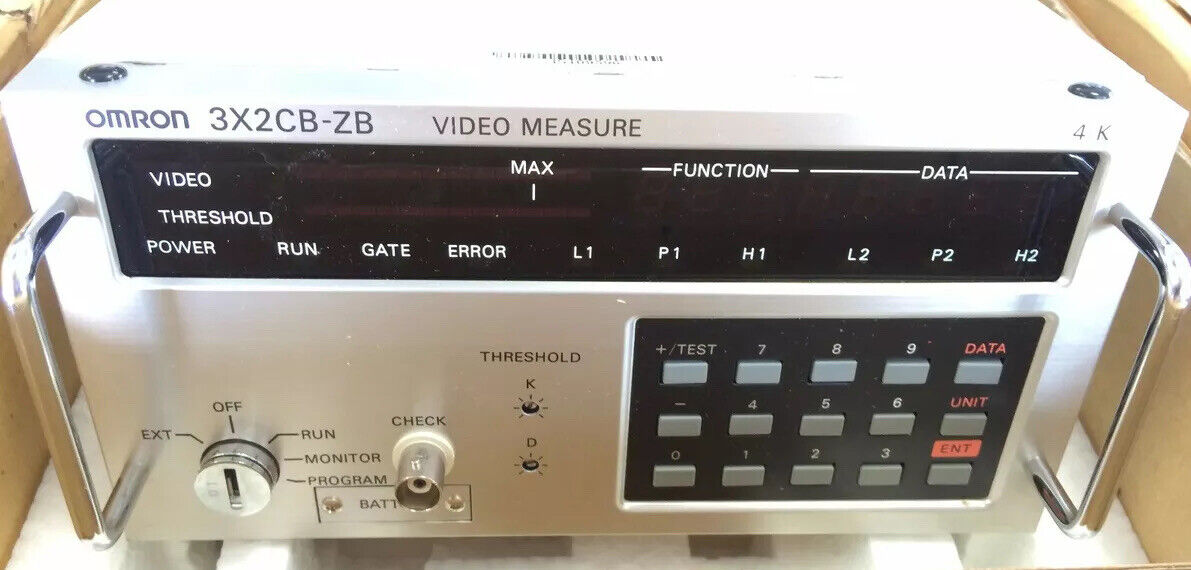 OMRON 3X2CB-ZB VIDEO MEASURE 4 K
MAX FUNCTION DATA
VIDEO
THRESHOLD
POWER RUN GATE ERROR L1 P1 H1 L2 P2 H2
THRESHOLD
K
D
OFF
EXT RUN
MONITOR
PROGRAM
CHECK
BATT
+/TEST 7 8 9 DATA
- 4 5 6 UNIT
0 1 2 3 ENT